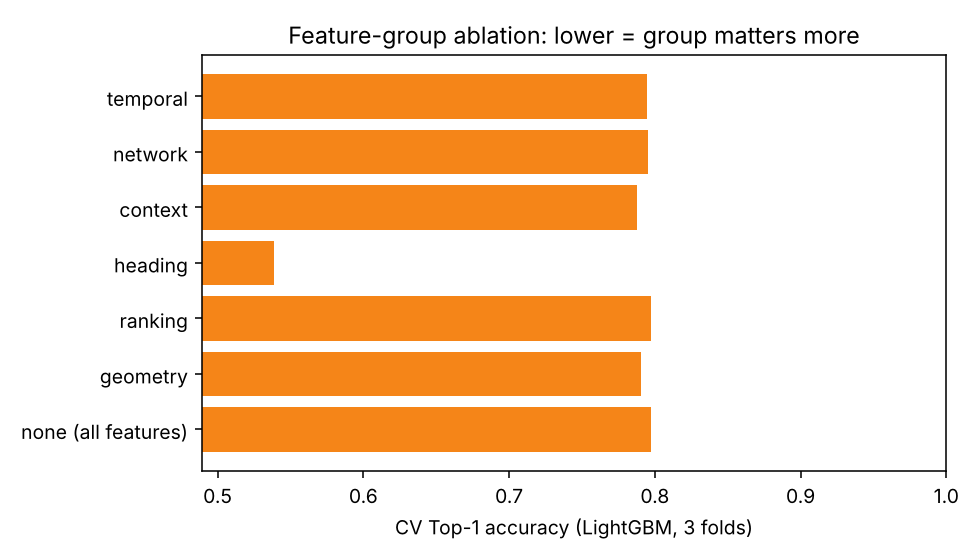 Feature-group ablation: lower = group matters more
temporal
network
context
heading
ranking
geometry
none (all features)
0.5 0.6 0.7 0.8 0.9 1.0
CV Top-1 accuracy (LightGBM, 3 folds)